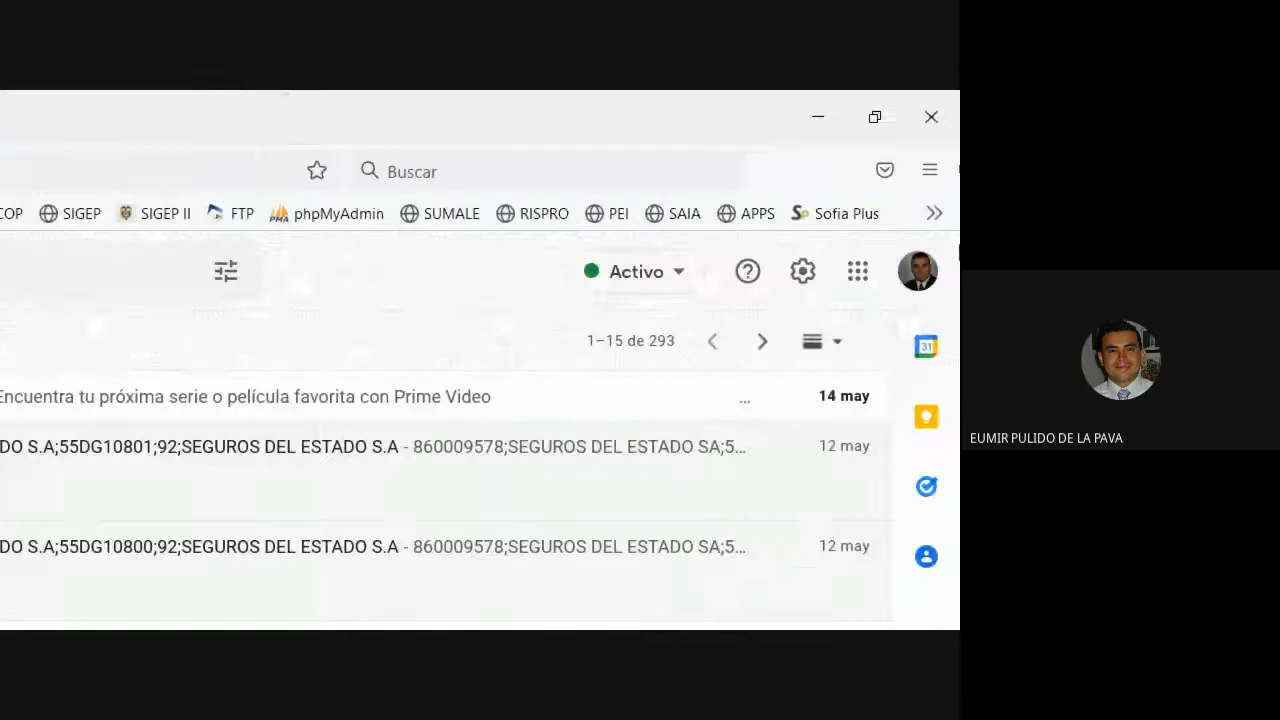 Buscar
COP SIGEP SIGEP II FTP PMA phpMyAdmin SUMALE RISPRO PEI SAIA APPS Sp Sofia Plus
Activo
1–15 de 293
31
Encuentra tu próxima serie o película favorita con Prime Video ... 14 may
DO S.A;55DG10801;92;SEGUROS DEL ESTADO S.A - 860009578;SEGUROS DEL ESTADO SA;5... 12 may
EUMIR PULIDO DE LA PAVA
DO S.A;55DG10800;92;SEGUROS DEL ESTADO S.A - 860009578;SEGUROS DEL ESTADO SA;5... 12 may